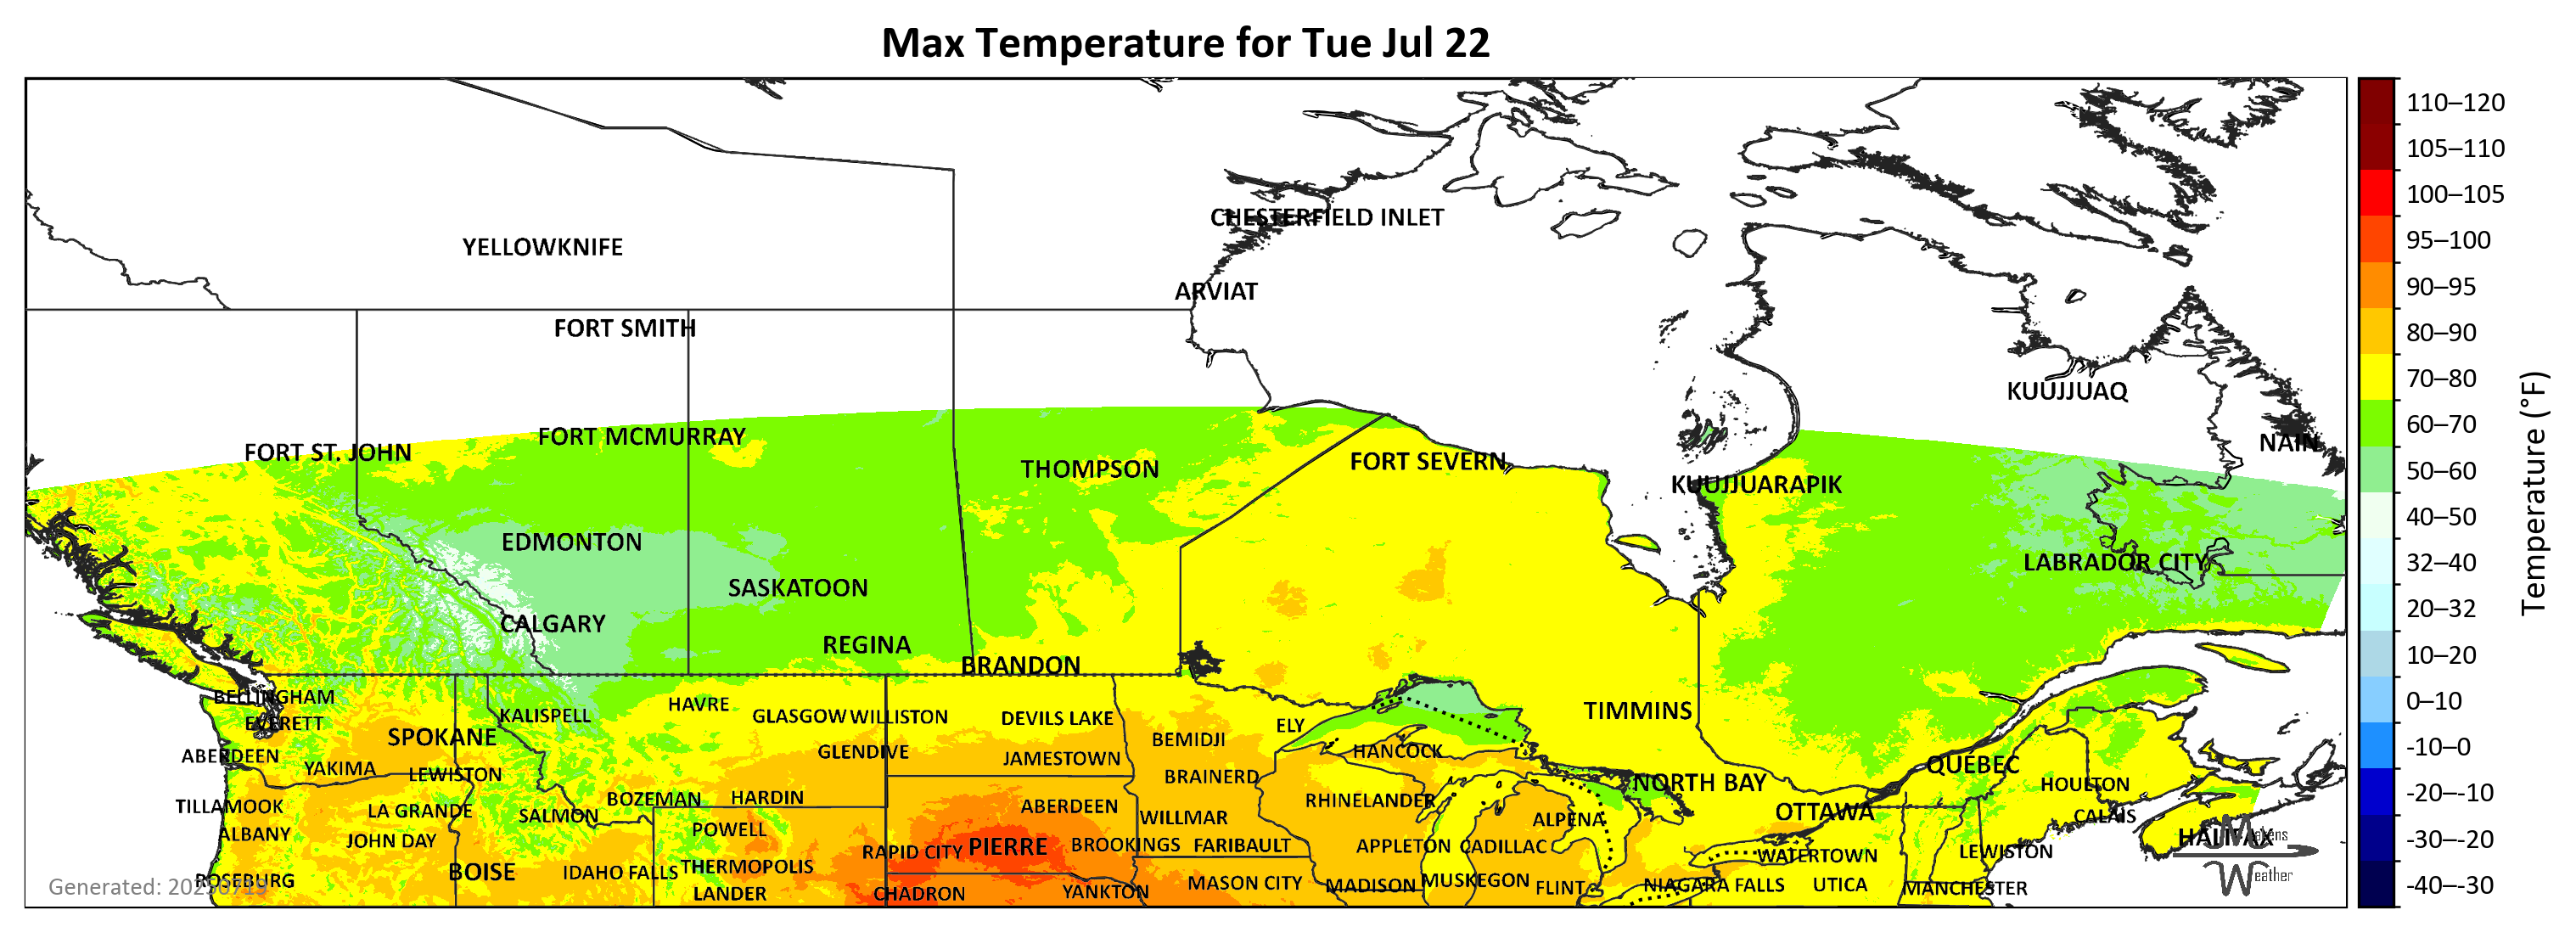 Max Temperature for Tue Jul 22
110–120
105–110
CHESTERFIELD INLET
100–105
YELLOWKNIFE
95–100
ARVIAT
90–95
FORT SMITH
80–90
KUUJJUAQ
70–80
FORT ST. JOHN
FORT MCMURRAY
THOMPSON
FORT SEVERN
KUUJJUARAPIK
NAIN
60–70
50–60
EDMONTON
LABRADOR CITY
40–50
SASKATOON
32–40
CALGARY
20–32
REGINA
BRANDON
10–20
Temperature (°F)
BELLINGHAM
HAVRE
0–10
EVERETT
KALISPELL
GLASGOW
WILLISTON
DEVILS LAKE
ELY
TIMMINS
SPOKANE
BEMIDJI
-10–0
ABERDEEN
GLENDIVE
JAMESTOWN
HANCOCK
YAKIMA
LEWISTON
BRAINERD
NORTH BAY
QUÉBEC
HOULTON
-20–-10
TILLAMOOK
LA GRANDE
SALMON
BOZEMAN
HARDIN
ABERDEEN
WILLMAR
RHINELANDER
ALPENA
OTTAWA
CALAIS
ALBANY
JOHN DAY
POWELL
RAPID CITY
PIERRE
BROOKINGS
FARIBAULT
APPLETON
CADILLAC
WATERTOWN
LEWISTON
HALIFAX
-30–-20
BOISE
IDAHO FALLS
THERMOPOLIS
ROSEBURG
LANDER
CHADRON
YANKTON
MASON CITY
MADISON
MUSKEGON
FLINT
NIAGARA FALLS
UTICA
MANCHESTER
Weather
-40–-30
Generated: 20250719